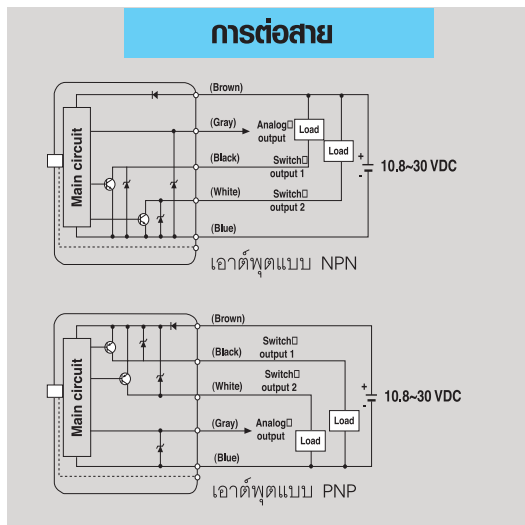 การต่อสาย
(Brown)
(Gray)
Analog□
output
Load
Load
(Black)
Switch□
output 1
+
10.8~30 VDC
-
(White)
Switch□
output 2
(Blue)
Main circuit
เอาต์พุตแบบ NPN
(Brown)
Switch□
output 1
(Black)
Switch□
output 2
(White)
+
10.8~30 VDC
-
(Gray)
Analog□
output
Load
Load
(Blue)
Main circuit
เอาต์พุตแบบ PNP